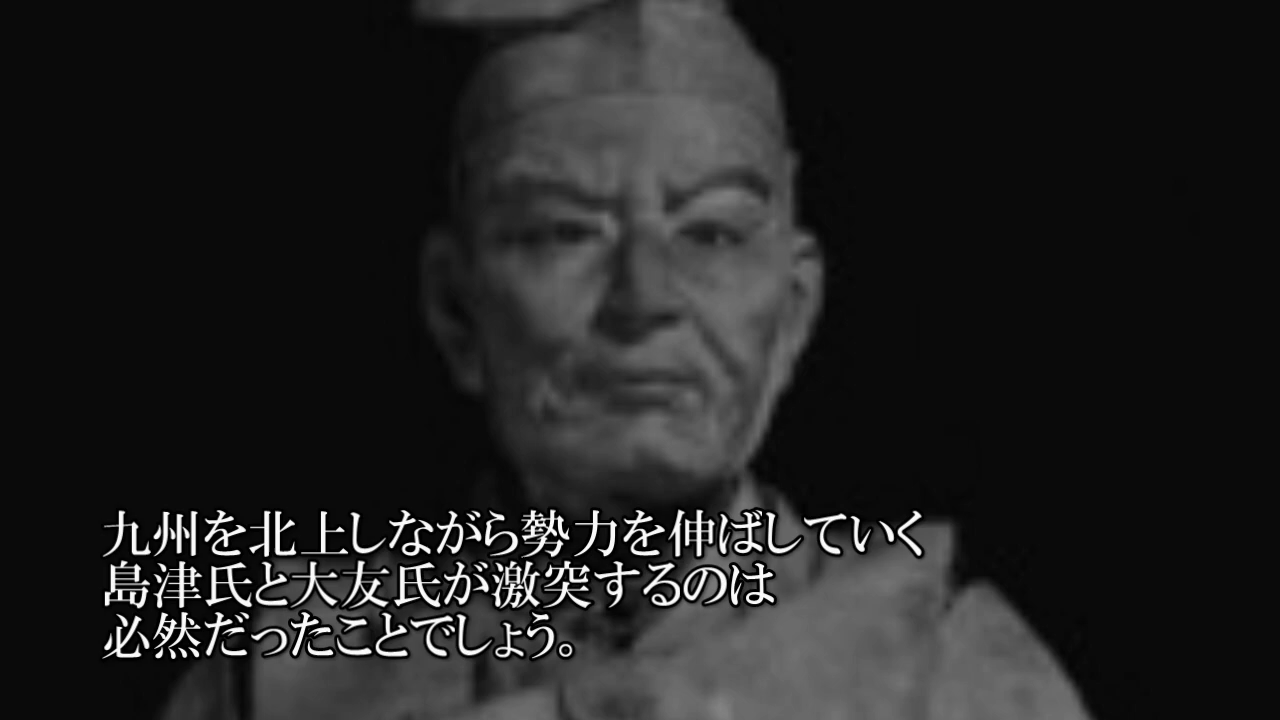 九州を北上しながら勢力を伸ばしていく
島津氏と大友氏が激突するのは
必然だったことでしょう。